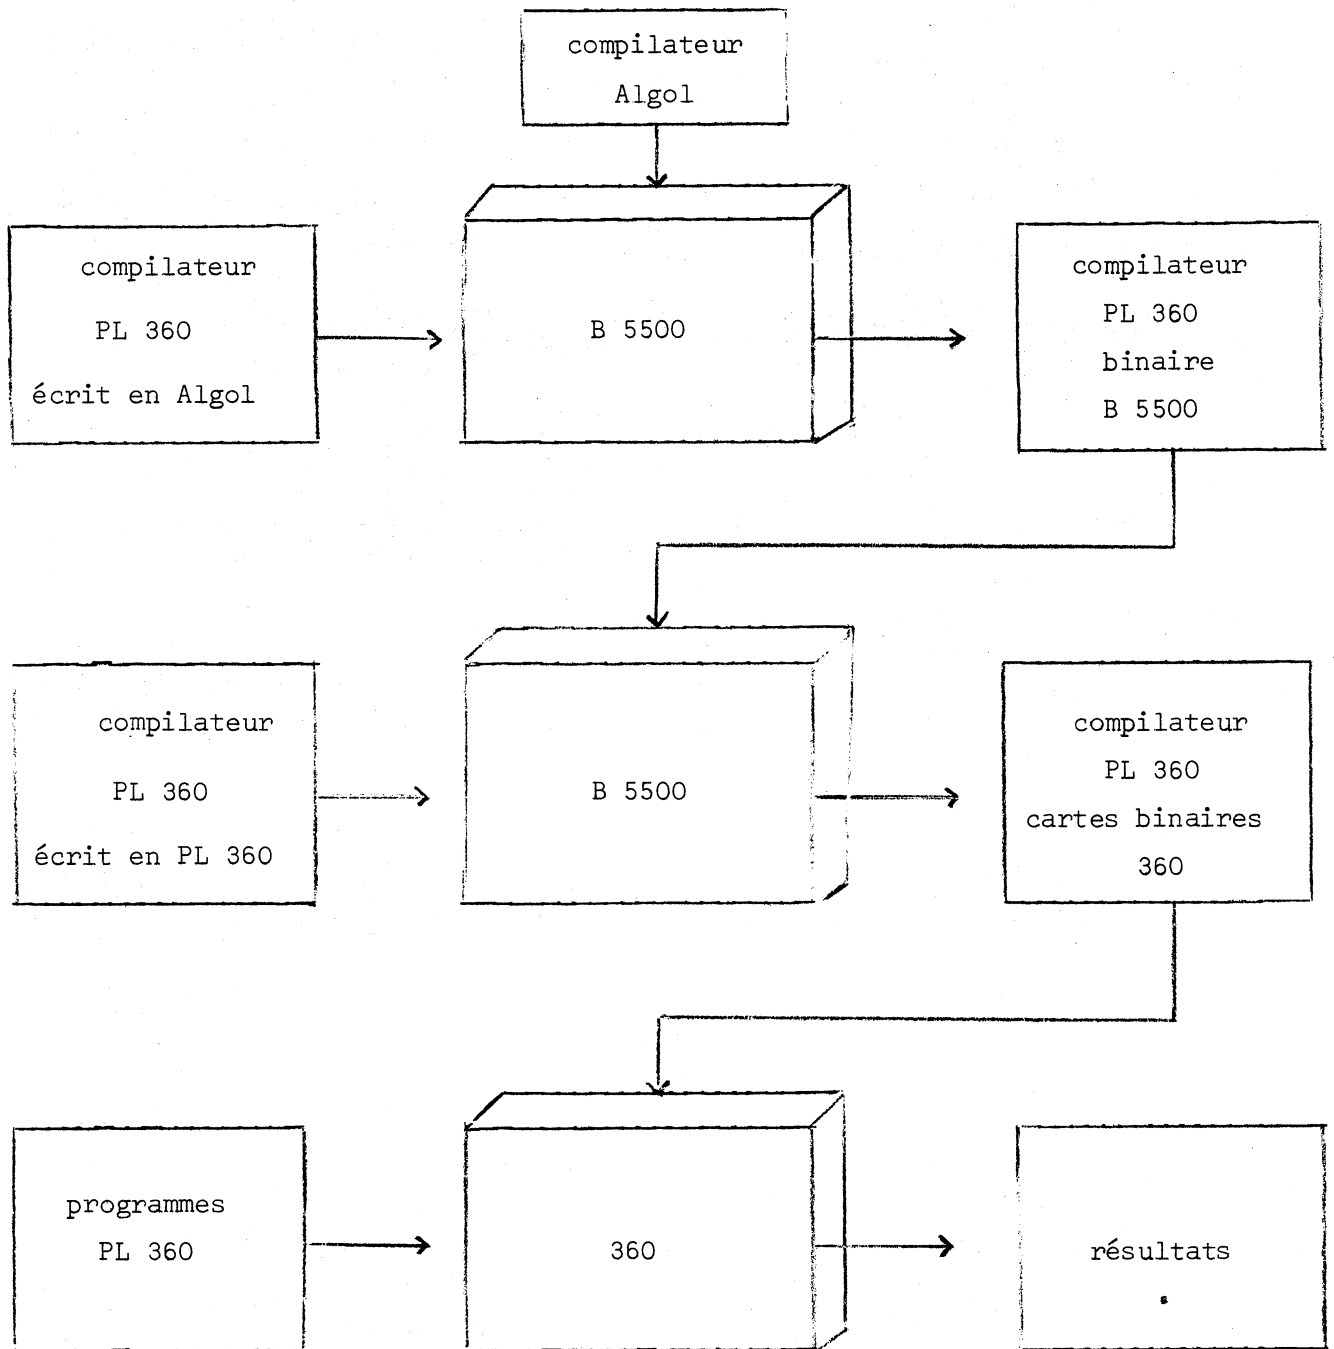 compilateur
Algol
compilateur
PL 360
écrit en Algol
B 5500
compilateur
PL 360
binaire
B 5500
compilateur
PL 360
écrit en PL 360
B 5500
compilateur
PL 360
cartes binaires
360
programmes
PL 360
360
résultats